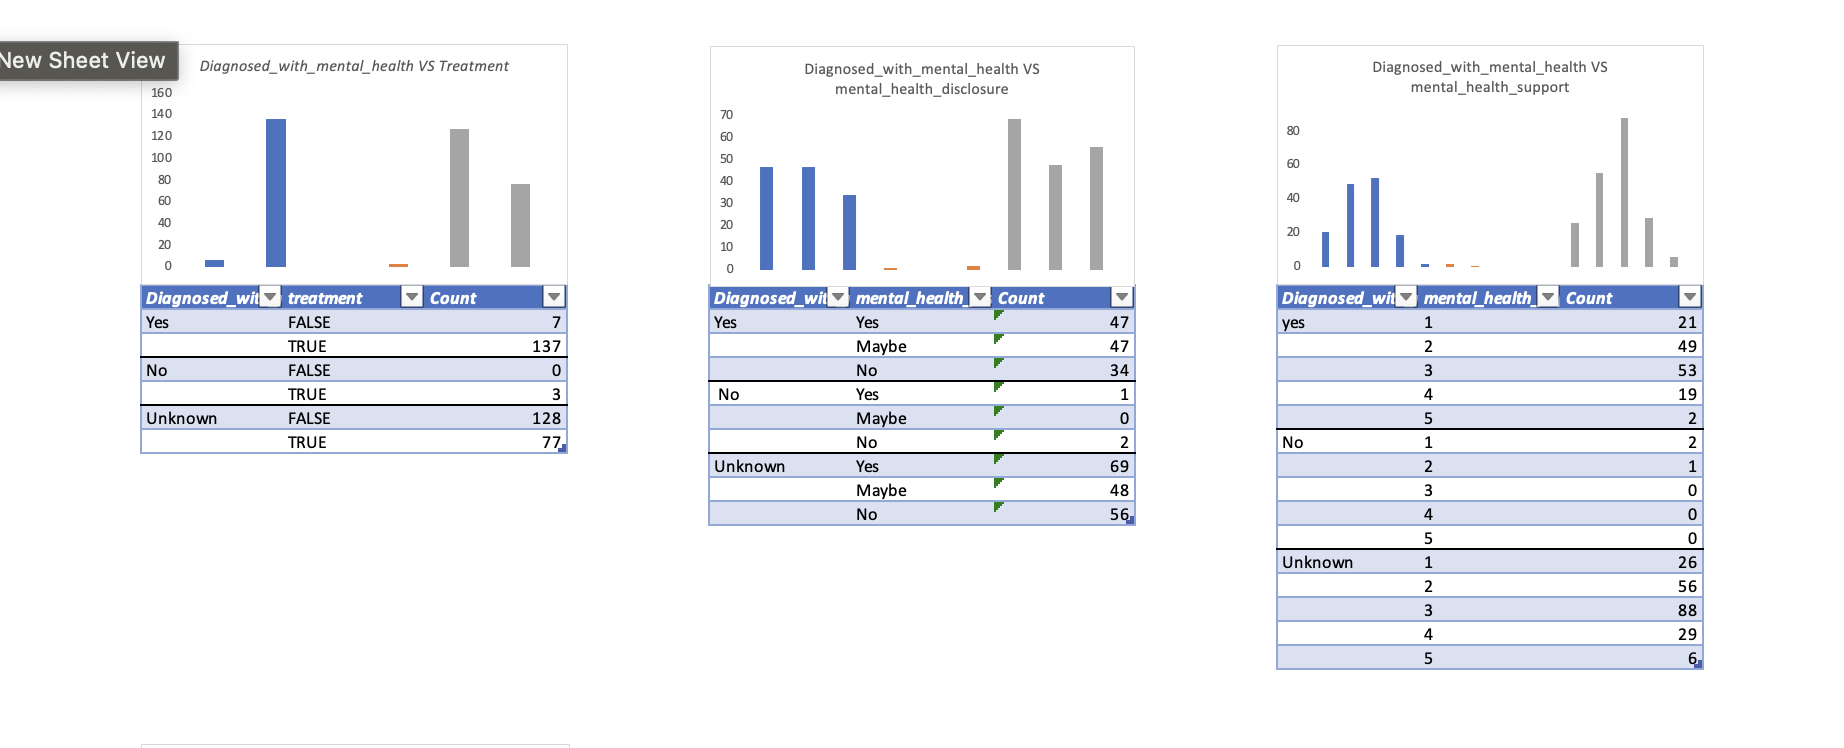 New Sheet View
Diagnosed_with_mental_health VS Treatment
160
140
120
100
80
60
40
20
0
Diagnosed_wit treatment Count
Yes FALSE 7
TRUE 137
No FALSE 0
TRUE 3
Unknown FALSE 128
TRUE 77
Diagnosed_with_mental_health VS
mental_health_disclosure
70
60
50
40
30
20
10
0
Diagnosed_wit mental_health_ Count
Yes Yes 47
Maybe 47
No 34
No Yes 1
Maybe 0
No 2
Unknown Yes 69
Maybe 48
No 56
Diagnosed_with_mental_health VS
mental_health_support
80
60
40
20
0
Diagnosed_wit mental_health_ Count
yes 1 21
2 49
3 53
4 19
5 2
No 1 2
2 1
3 0
4 0
5 0
Unknown 1 26
2 56
3 88
4 29
5 6